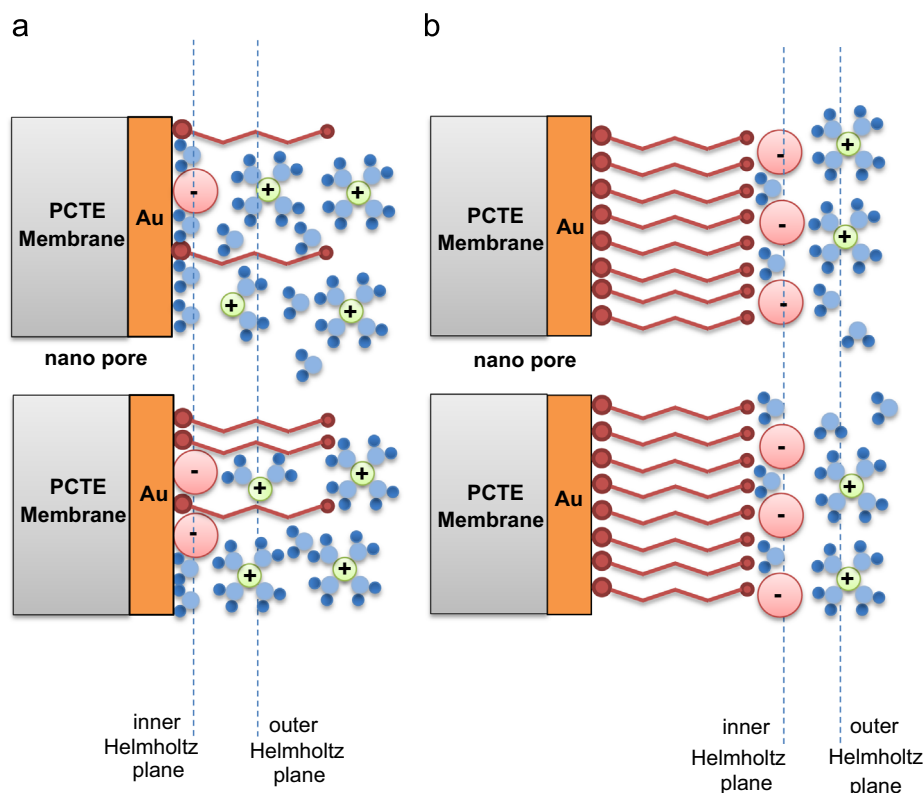 a
b
PCTE
Membrane
Au
+
+
-
+
+
nano pore
PCTE
Membrane
Au
-
-
+
+
+
+
inner
Helmholtz
plane
outer
Helmholtz
plane
PCTE
Membrane
Au
-
-
-
+
+
nano pore
PCTE
Membrane
Au
-
-
-
+
+
inner
Helmholtz
plane
outer
Helmholtz
plane